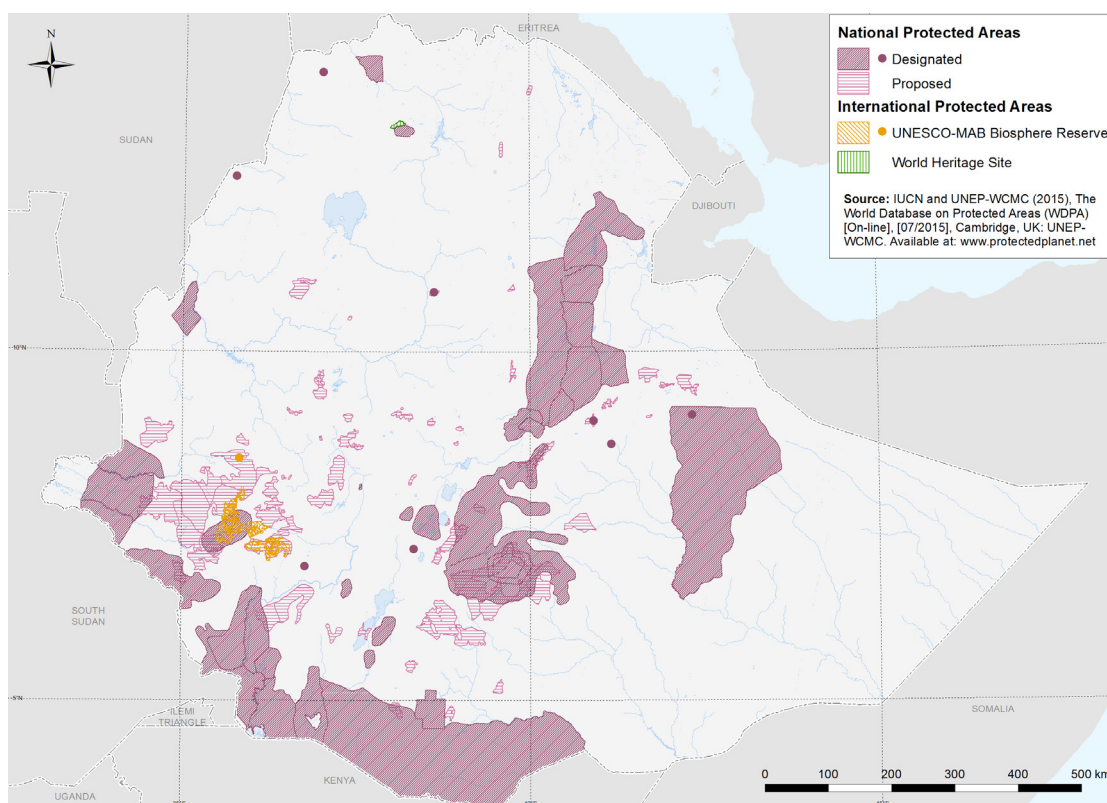 N
ERITREA
SUDAN
DJIBOUTI
National Protected Areas
Designated
Proposed
International Protected Areas
UNESCO-MAB Biosphere Reserve
World Heritage Site
Source: IUCN and UNEP-WCMC (2015), The
World Database on Protected Areas (WDPA)
[On-line], [07/2015], Cambridge, UK: UNEP-
WCMC. Available at: www.protectedplanet.net
10°N
SOUTH
SUDAN
5°N
ILEMI
TRIANGLE
SOMALIA
KENYA
UGANDA
0 100 200 300 400 500 km